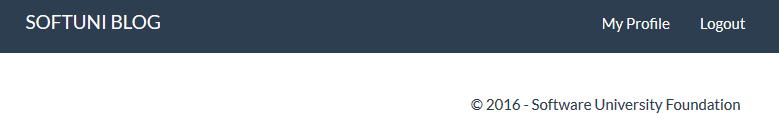 SOFTUNI BLOG My Profile Logout
© 2016 - Software University Foundation